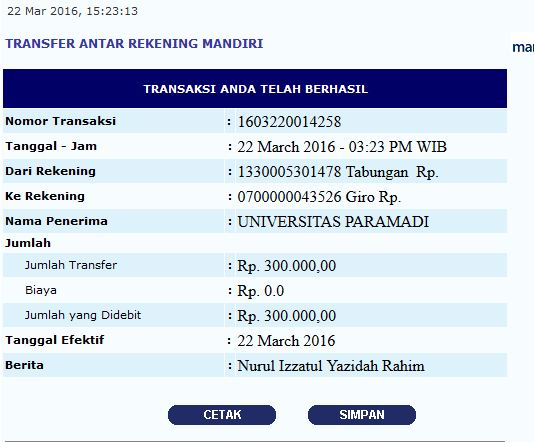 22 Mar 2016, 15:23:13
TRANSFER ANTAR REKENING MANDIRI
TRANSAKSI ANDA TELAH BERHASIL
Nomor Transaksi : 1603220014258
Tanggal - Jam : 22 March 2016 - 03:23 PM WIB
Dari Rekening : 1330005301478 Tabungan Rp.
Ke Rekening : 0700000043526 Giro Rp.
Nama Penerima : UNIVERSITAS PARAMADI
Jumlah
Jumlah Transfer : Rp. 300.000,00
Biaya : Rp. 0.0
Jumlah yang Didebit : Rp. 300.000,00
Tanggal Efektif : 22 March 2016
Berita : Nurul Izzatul Yazidah Rahim
CETAK SIMPAN